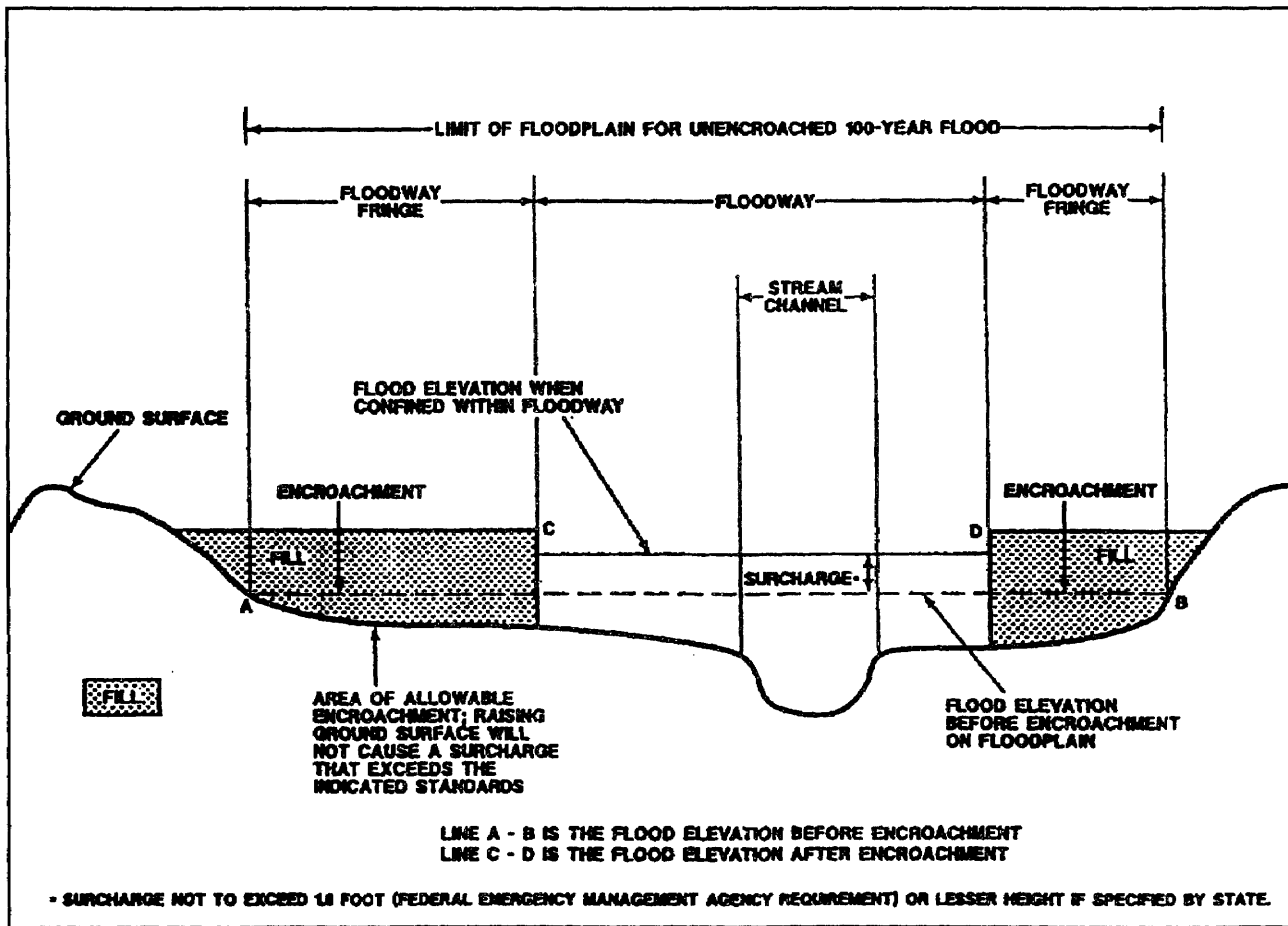 LIMIT OF FLOODPLAIN FOR UNENCROACHED 100-YEAR FLOOD
FLOODWAY
FRINGE
FLOODWAY
FLOODWAY
FRINGE
STREAM
CHANNEL
FLOOD ELEVATION WHEN
CONFINED WITHIN FLOODWAY
GROUND SURFACE
ENCROACHMENT
ENCROACHMENT
C
D
FILL
FILL
SURCHARGE*
A
B
FILL
AREA OF ALLOWABLE
ENCROACHMENT; RAISING
GROUND SURFACE WILL
NOT CAUSE A SURCHARGE
THAT EXCEEDS THE
INDICATED STANDARDS
FLOOD ELEVATION
BEFORE ENCROACHMENT
ON FLOODPLAIN
LINE A - B IS THE FLOOD ELEVATION BEFORE ENCROACHMENT
LINE C - D IS THE FLOOD ELEVATION AFTER ENCROACHMENT
* SURCHARGE NOT TO EXCEED 1.0 FOOT (FEDERAL EMERGENCY MANAGEMENT AGENCY REQUIREMENT) OR LESSER HEIGHT IF SPECIFIED BY STATE.